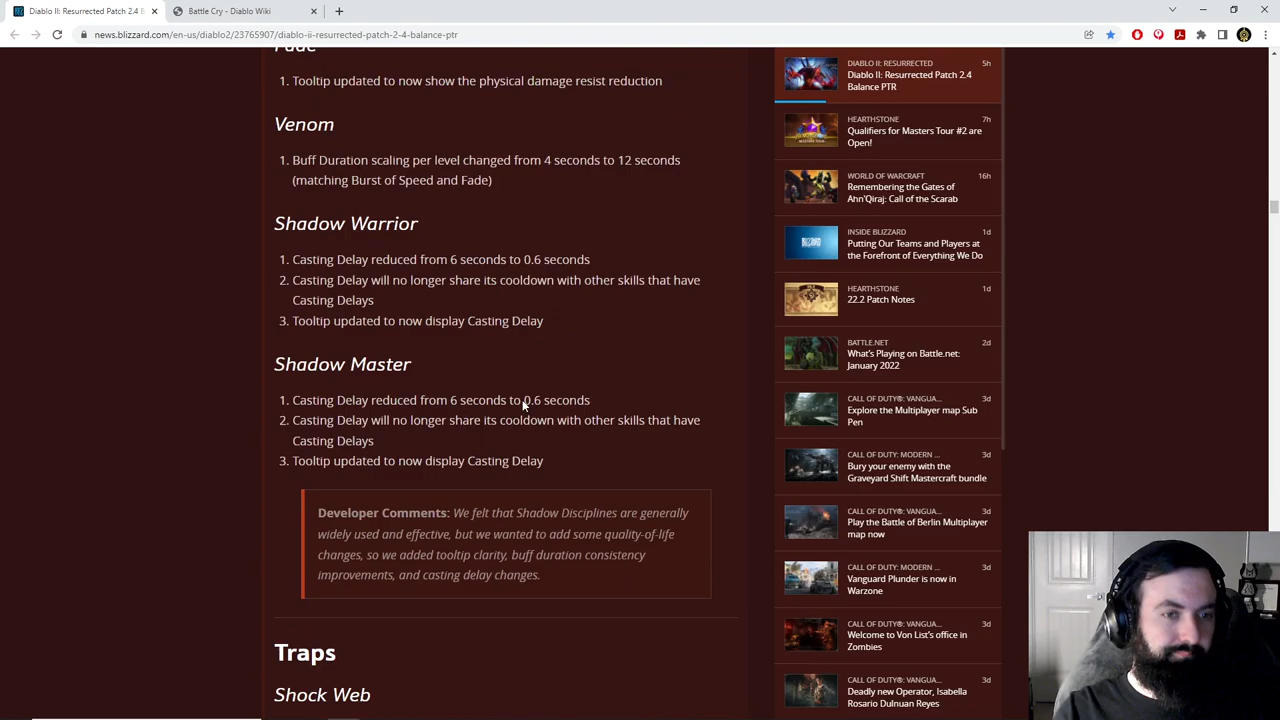 Diablo II: Resurrected Patch 2.4 B
Battle Cry - Diablo Wiki
news.blizzard.com/en-us/diablo2/23765907/diablo-ii-resurrected-patch-2-4-balance-ptr
Fade
1. Tooltip updated to now show the physical damage resist reduction
Venom
1. Buff Duration scaling per level changed from 4 seconds to 12 seconds
(matching Burst of Speed and Fade)
Shadow Warrior
1. Casting Delay reduced from 6 seconds to 0.6 seconds
2. Casting Delay will no longer share its cooldown with other skills that have
Casting Delays
3. Tooltip updated to now display Casting Delay
Shadow Master
1. Casting Delay reduced from 6 seconds to 0.6 seconds
2. Casting Delay will no longer share its cooldown with other skills that have
Casting Delays
3. Tooltip updated to now display Casting Delay
Developer Comments: We felt that Shadow Disciplines are generally
widely used and effective, but we wanted to add some quality-of-life
changes, so we added tooltip clarity, buff duration consistency
improvements, and casting delay changes.
Traps
Shock Web
DIABLO II: RESURRECTED 5h
Diablo II: Resurrected Patch 2.4
Balance PTR
HEARTHSTONE 7h
Qualifiers for Masters Tour #2 are
Open!
WORLD OF WARCRAFT 16h
Remembering the Gates of
Ahn'Qiraj: Call of the Scarab
INSIDE BLIZZARD 1d
Putting Our Teams and Players at
the Forefront of Everything We Do
HEARTHSTONE 1d
22.2 Patch Notes
BATTLE.NET 2d
What's Playing on Battle.net:
January 2022
CALL OF DUTY®: VANGUA... 3d
Explore the Multiplayer map Sub
Pen
CALL OF DUTY: MODERN ... 3d
Bury your enemy with the
Graveyard Shift Mastercraft bundle
CALL OF DUTY®: VANGUA... 3d
Play the Battle of Berlin Multiplayer
map now
CALL OF DUTY: MODERN ... 3d
Vanguard Plunder is now in
Warzone
CALL OF DUTY®: VANGUA... 3d
Welcome to Von List's office in
Zombies
CALL OF DUTY®: VANGUA... 3d
Deadly new Operator, Isabella
Rosario Dulnuan Reyes